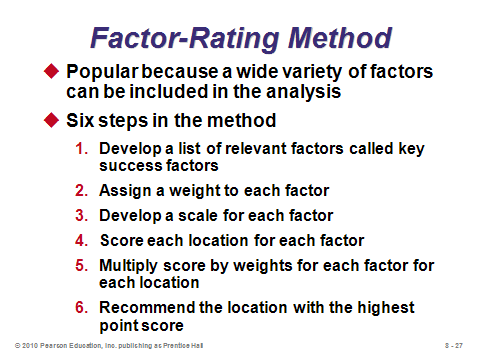 Factor-Rating Method
Popular because a wide variety of factors
can be included in the analysis
Six steps in the method
1. Develop a list of relevant factors called key
success factors
2. Assign a weight to each factor
3. Develop a scale for each factor
4. Score each location for each factor
5. Multiply score by weights for each factor for
each location
6. Recommend the location with the highest
point score
© 2010 Pearson Education, Inc. publishing as Prentice Hall
8 - 27